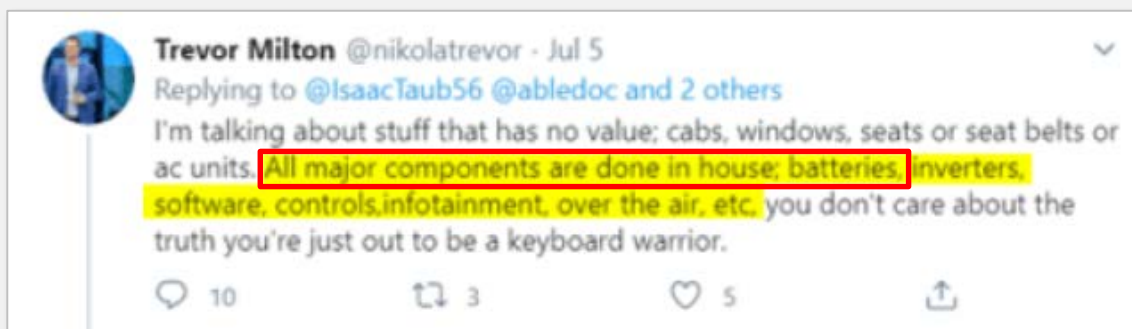 Trevor Milton @nikolatrevor · Jul 5
Replying to @IsaacTaub56 @abledoc and 2 others
I'm talking about stuff that has no value; cabs, windows, seats or seat belts or
ac units. All major components are done in house; batteries, inverters,
software, controls,infotainment, over the air, etc, you don't care about the
truth you're just out to be a keyboard warrior.
10 3 5